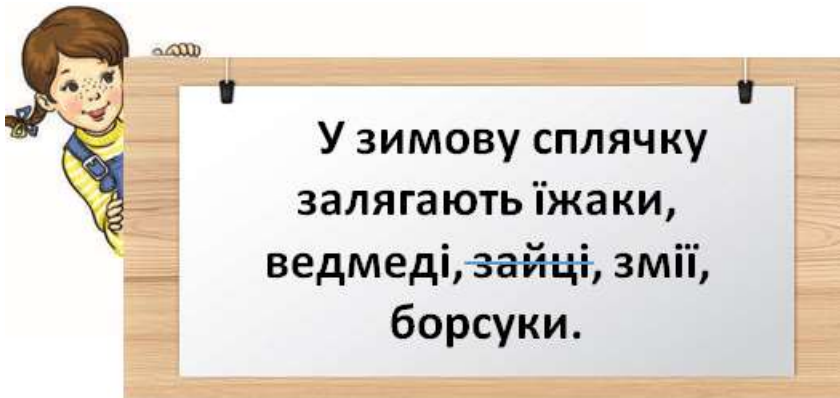 У зимову сплячку
залягають їжаки,
ведмеді, зайці, змії,
борсуки.